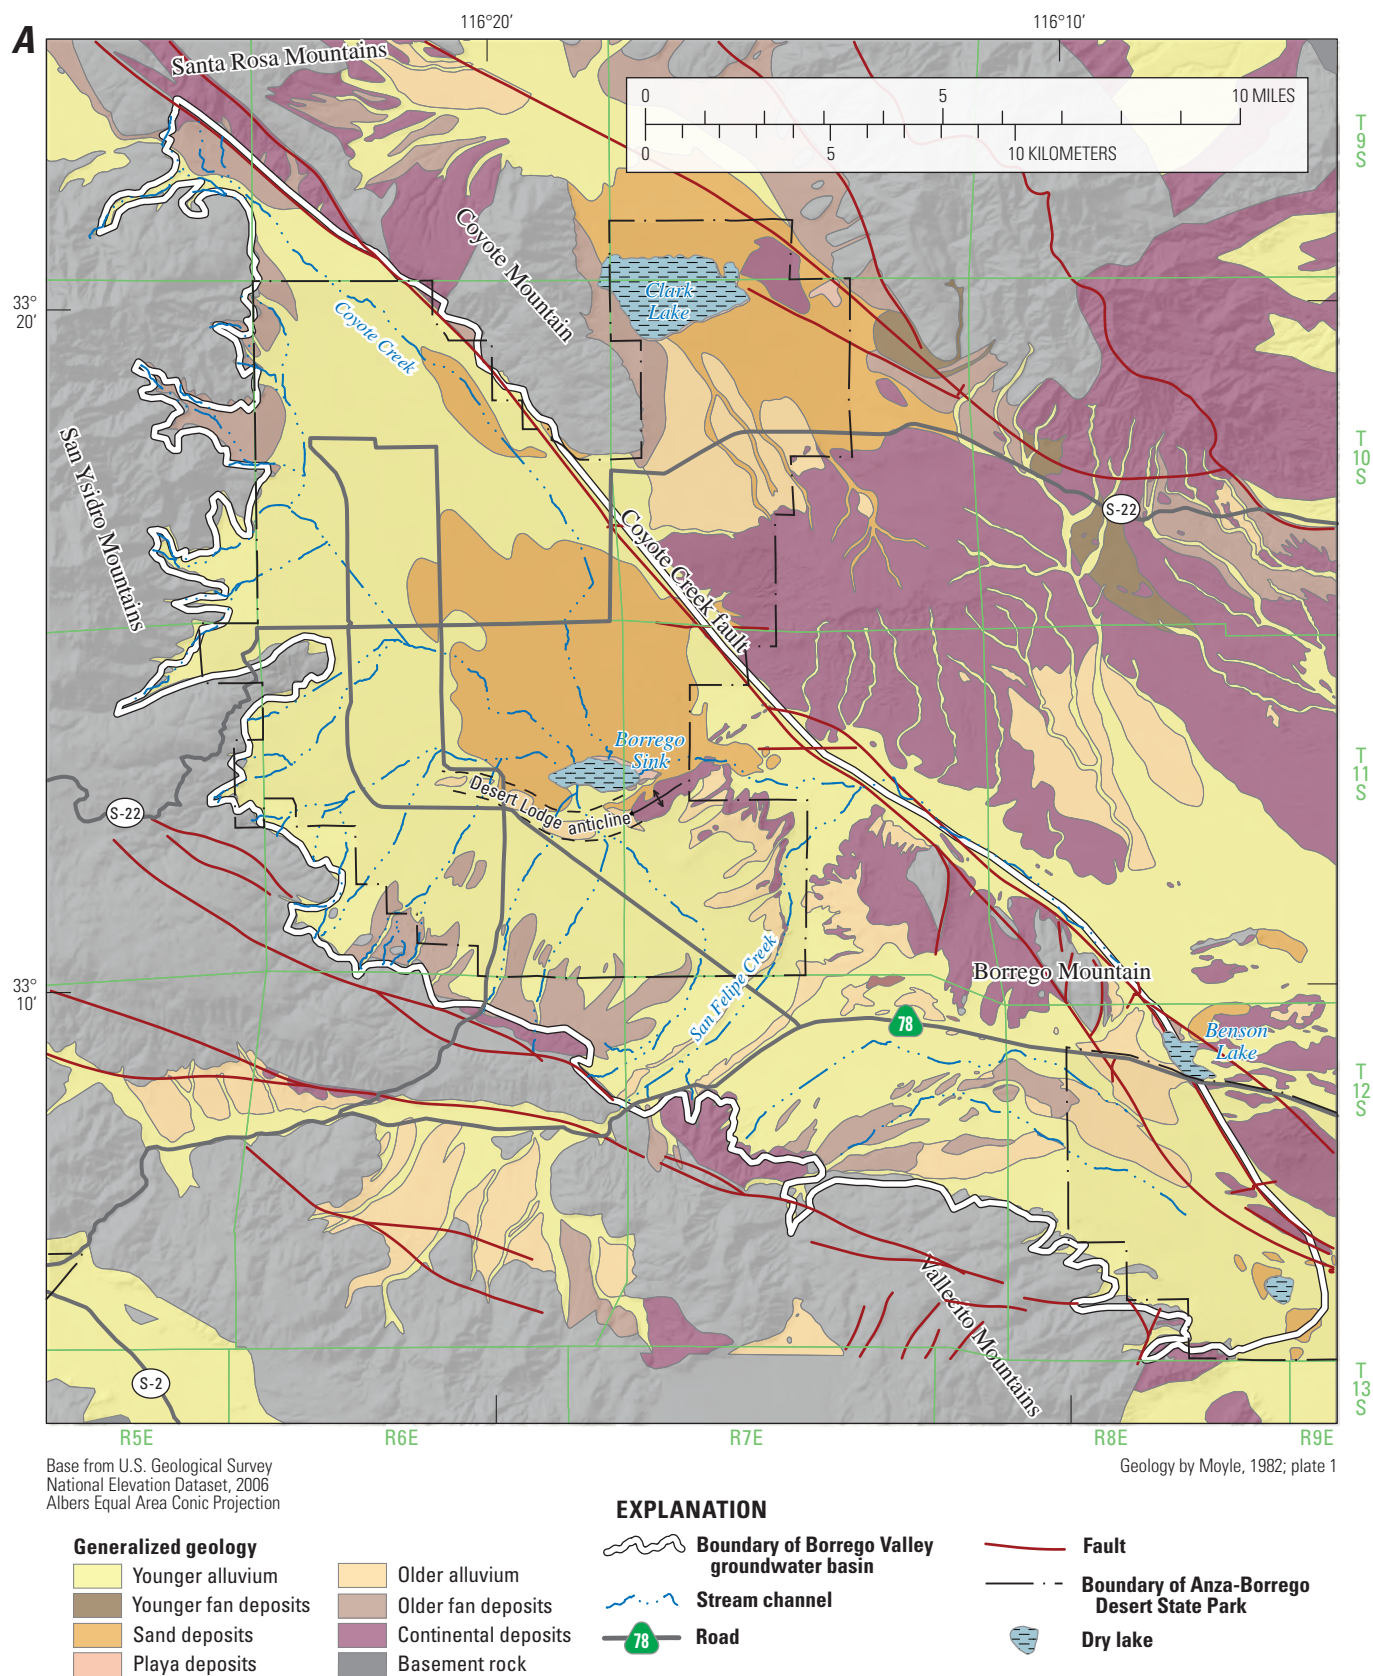 A
116°20′
116°10′
Santa Rosa Mountains
0
5
10 MILES
0
5
10 KILOMETERS
T
9
S
Coyote Mountain
Clark
Lake
33°
20′
Coyote Creek
San Ysidro Mountains
T
10
S
S-22
Coyote Creek fault
Borrego
Sink
T
11
S
Desert Lodge anticline
S-22
San Felipe Creek
Borrego Mountain
33°
10′
78
Benson
Lake
T
12
S
Vallecito Mountains
S-2
T
13
S
R5E
R6E
R7E
R8E
R9E
Base from U.S. Geological Survey
National Elevation Dataset, 2006
Albers Equal Area Conic Projection
Geology by Moyle, 1982; plate 1
EXPLANATION
Generalized geology
Younger alluvium
Younger fan deposits
Sand deposits
Playa deposits
Older alluvium
Older fan deposits
Continental deposits
Basement rock
Boundary of Borrego Valley
groundwater basin
Stream channel
78
Road
Fault
Boundary of Anza-Borrego
Desert State Park
Dry lake